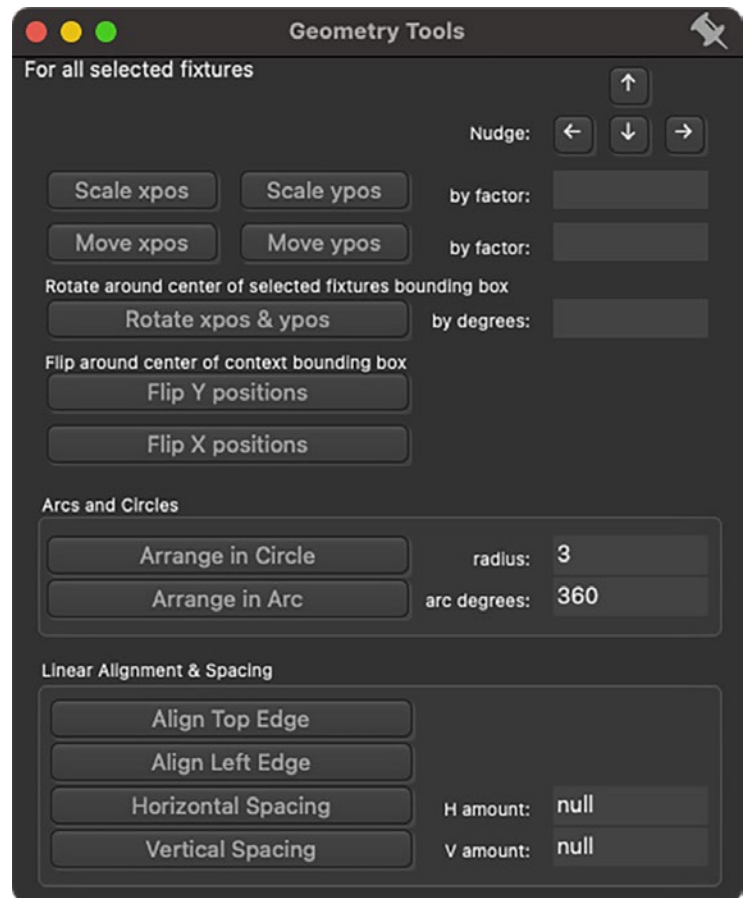 Geometry Tools
For all selected fixtures
↑
Nudge: ← ↓ →
Scale xpos Scale ypos by factor:
Move xpos Move ypos by factor:
Rotate around center of selected fixtures bounding box
Rotate xpos & ypos by degrees:
Flip around center of context bounding box
Flip Y positions
Flip X positions
Arcs and Circles
Arrange in Circle radius: 3
Arrange in Arc arc degrees: 360
Linear Alignment & Spacing
Align Top Edge
Align Left Edge
Horizontal Spacing H amount: null
Vertical Spacing V amount: null